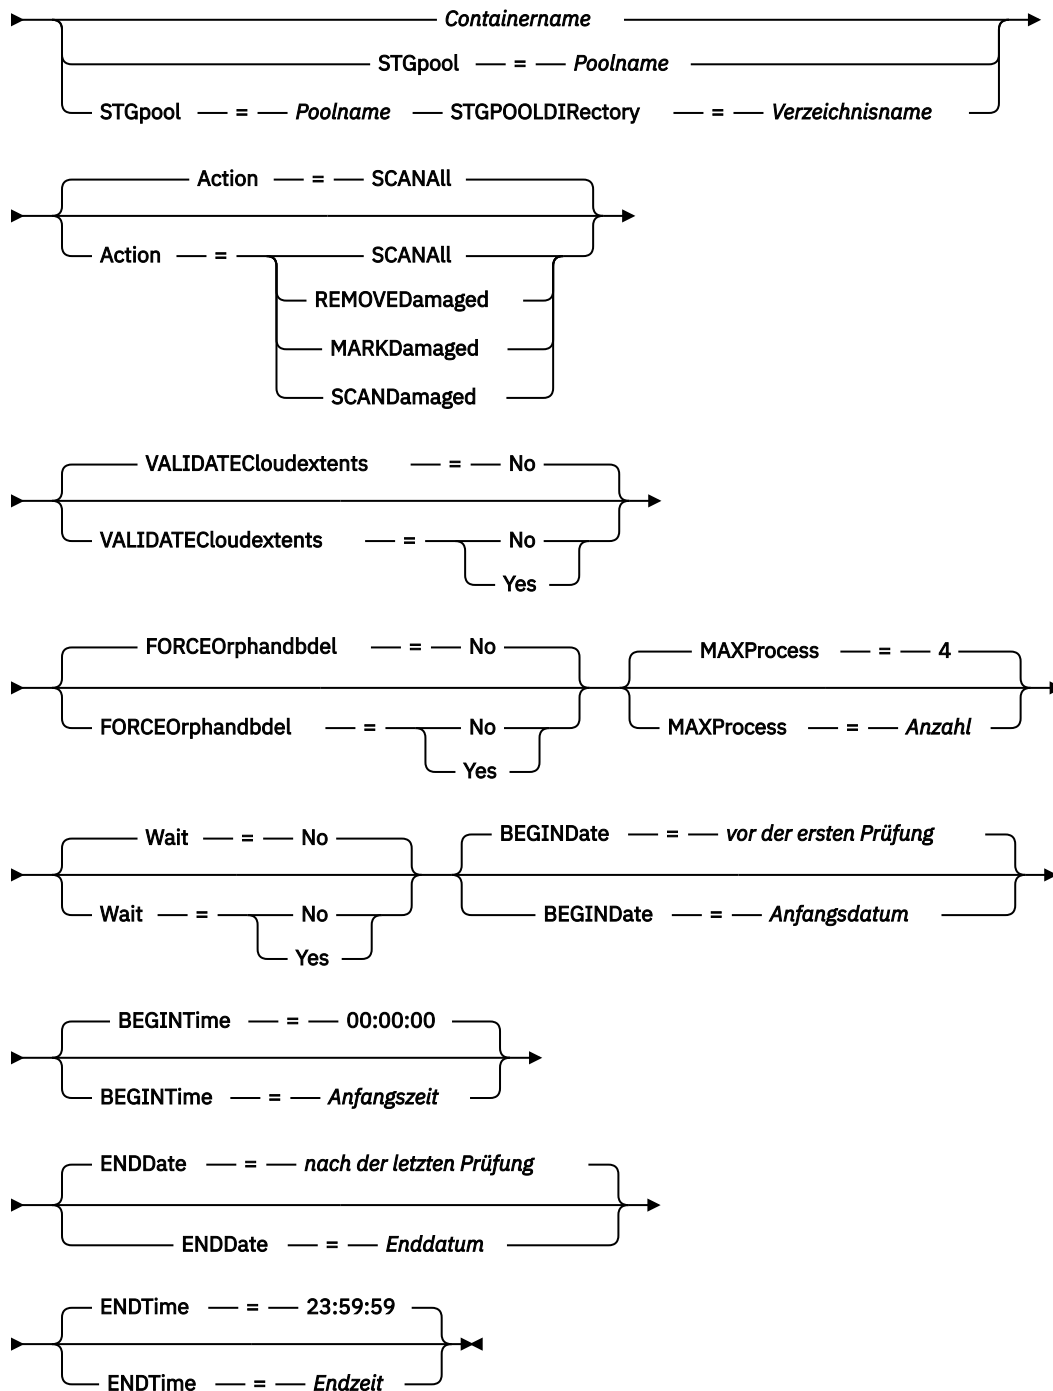 Containername
STGpool = Poolname
STGpool = Poolname STGPOOLDIRectory = Verzeichnisname
Action = SCANAll
Action = SCANAll
REMOVEDamaged
MARKDamaged
SCANDamaged
VALIDATECloudextents = No
VALIDATECloudextents = No
Yes
FORCEOrphandbdel = No MAXProcess = 4
FORCEOrphandbdel = No MAXProcess = Anzahl
Yes
Wait = No BEGINDate = vor der ersten Prüfung
Wait = No BEGINDate = Anfangsdatum
Yes
BEGINTime = 00:00:00
BEGINTime = Anfangszeit
ENDDate = nach der letzten Prüfung
ENDDate = Enddatum
ENDTime = 23:59:59
ENDTime = Endzeit